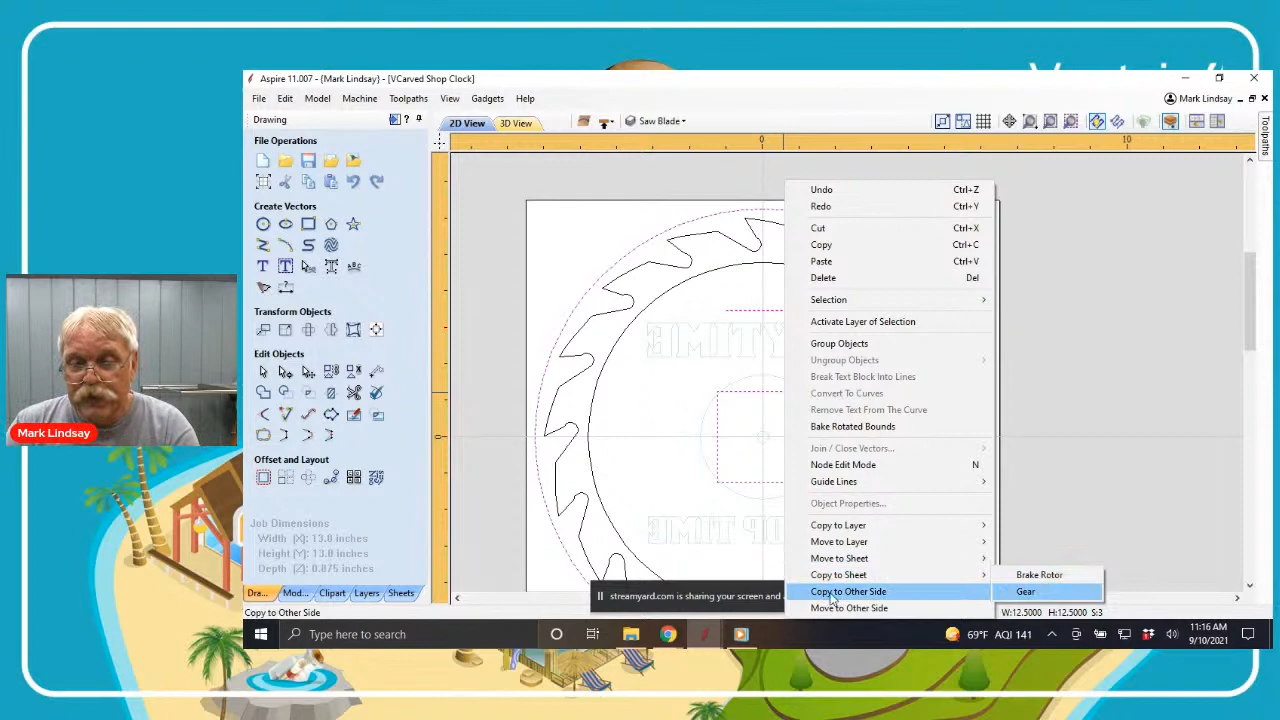 Aspire 11.007 - {Mark Lindsay} - [VCarved Shop Clock]
File Edit Model Machine Toolpaths View Gadgets Help
Mark Lindsay
Drawing
?
2D View
3D View
Saw Blade
Toolpaths
0
10
File Operations
Create Vectors
Transform Objects
Edit Objects
Offset and Layout
Job Dimensions
Width (X): 13.0 inches
Height (Y): 13.0 inches
Depth (Z): 0.875 inches
Dra...
Mod...
Clipart
Layers
Sheets
Copy to Other Side
0
Undo Ctrl+Z
Redo Ctrl+Y
Cut Ctrl+X
Copy Ctrl+C
Paste Ctrl+V
Delete Del
Selection
Activate Layer of Selection
Group Objects
Ungroup Objects
Break Text Block Into Lines
Convert To Curves
Remove Text From The Curve
Bake Rotated Bounds
Join / Close Vectors...
Node Edit Mode N
Guide Lines
Object Properties...
Copy to Layer
Move to Layer
Move to Sheet
Copy to Sheet
Copy to Other Side
Move to Other Side
Brake Rotor
Gear
streamyard.com is sharing your screen and
W:12.5000 H:12.5000 S:3
Type here to search
69°F AQI 141
11:16 AM
9/10/2021
Mark Lindsay